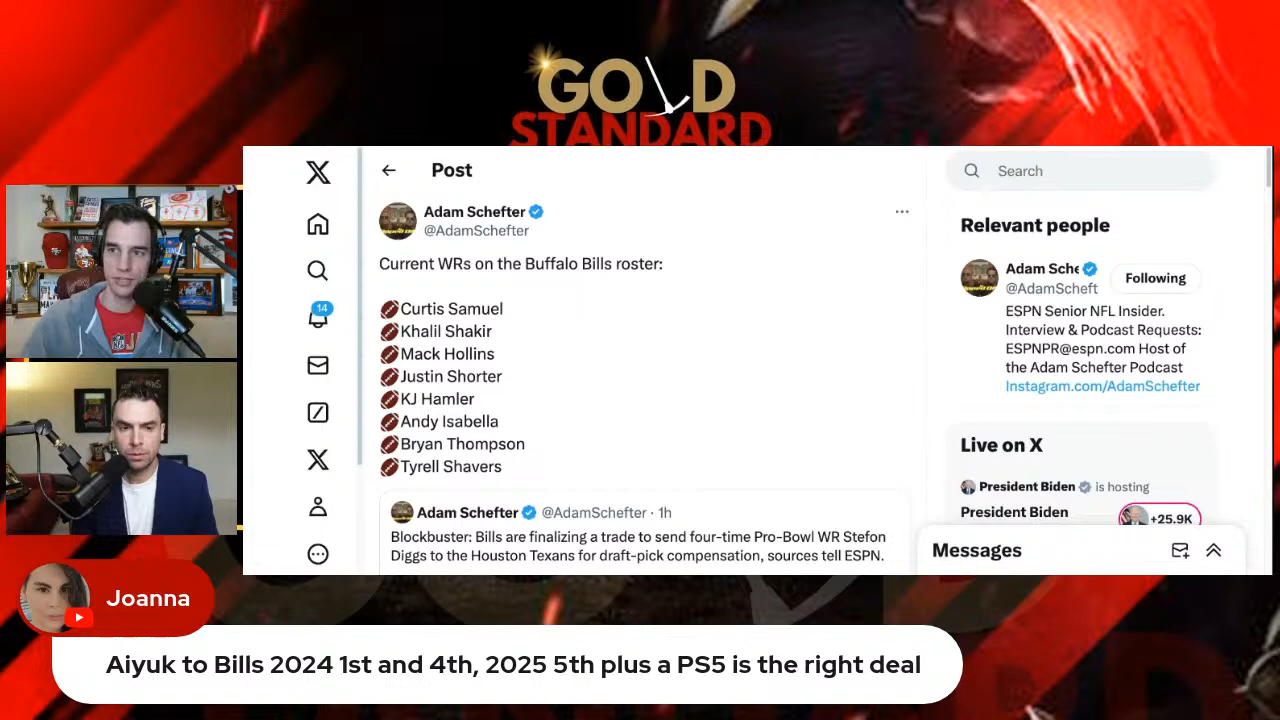 GOLD
STANDARD
Post
Search
Adam Schefter
@AdamSchefter
Current WRs on the Buffalo Bills roster:
Curtis Samuel
Khalil Shakir
Mack Hollins
Justin Shorter
KJ Hamler
Andy Isabella
Bryan Thompson
Tyrell Shavers
Adam Schefter @AdamSchefter · 1h
Blockbuster: Bills are finalizing a trade to send four-time Pro-Bowl WR Stefon
Diggs to the Houston Texans for draft-pick compensation, sources tell ESPN.
14
Relevant people
Adam Sche
@AdamScheft
Following
ESPN Senior NFL Insider.
Interview & Podcast Requests:
ESPNPR@espn.com Host of
the Adam Schefter Podcast
Instagram.com/AdamSchefter
Live on X
President Biden is hosting
President Biden
+25.9K
Messages
Joanna
Aiyuk to Bills 2024 1st and 4th, 2025 5th plus a PS5 is the right deal